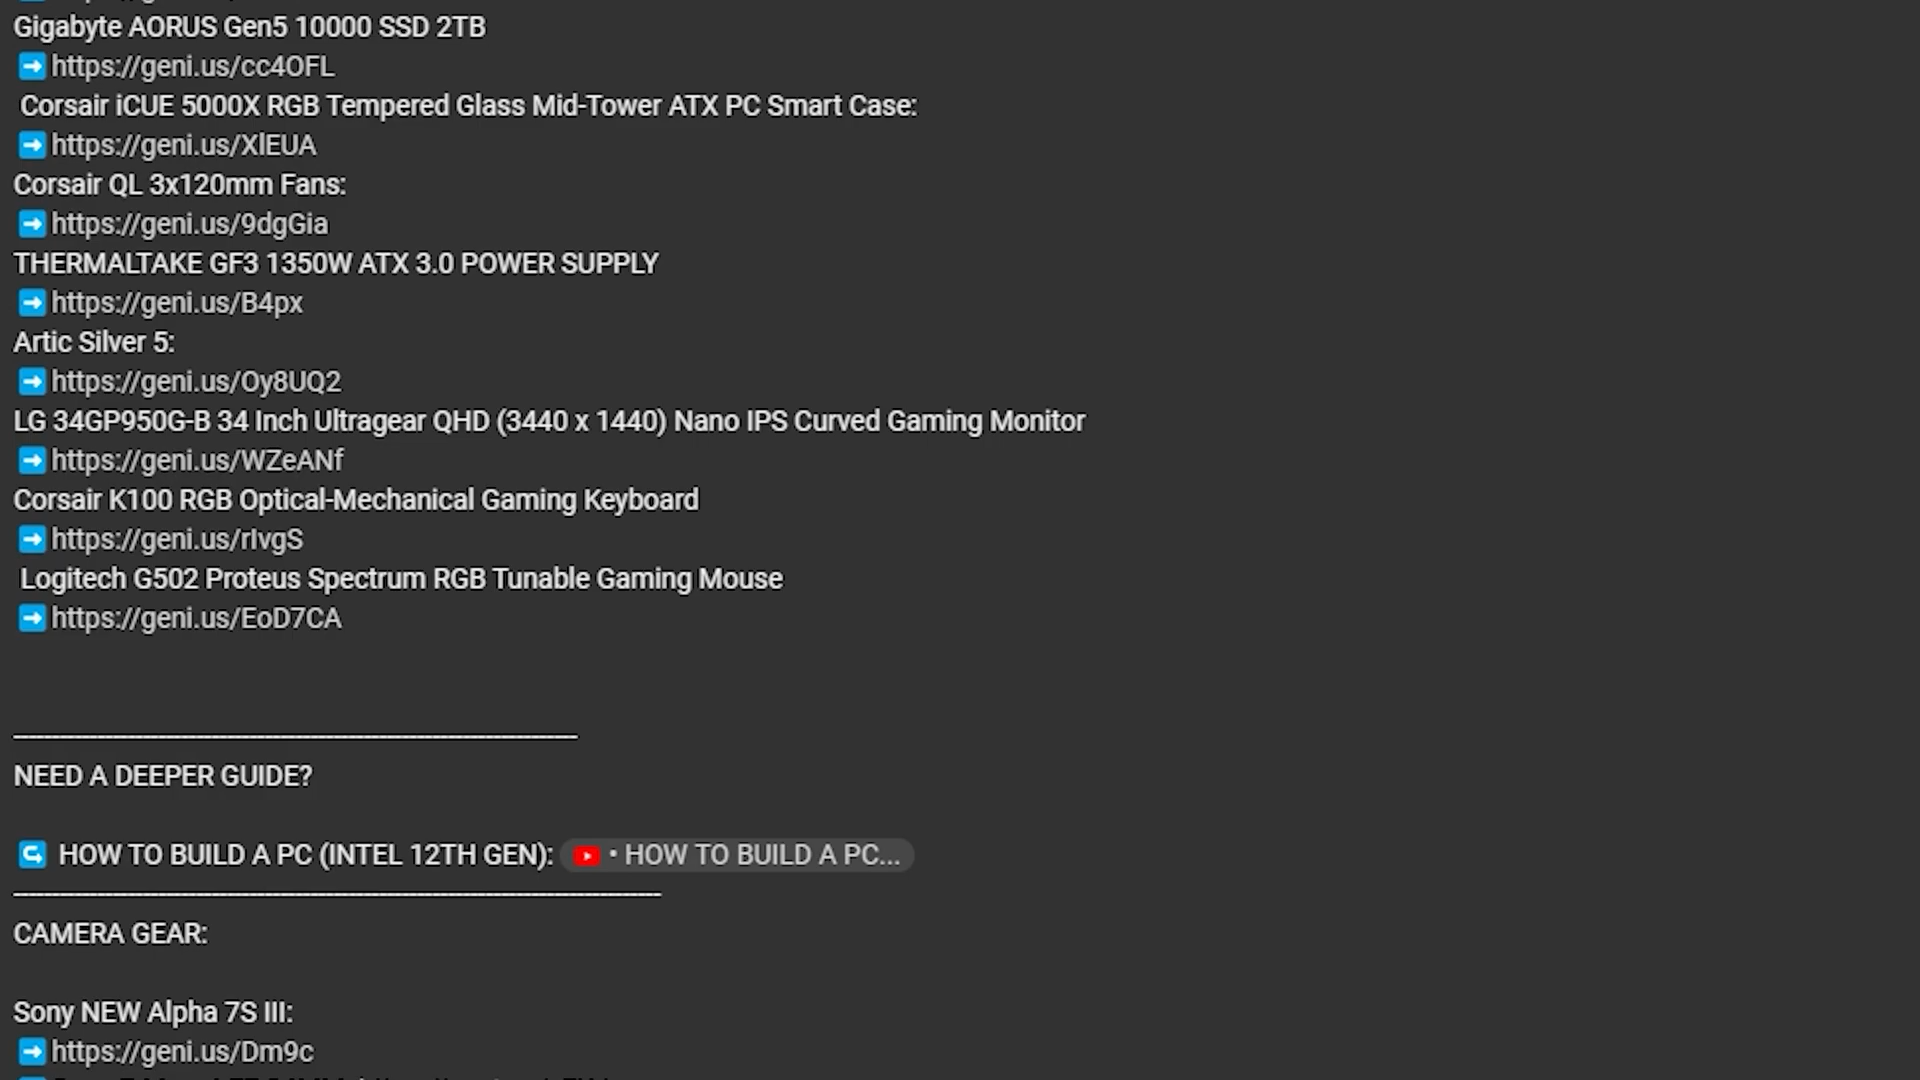 Gigabyte AORUS Gen5 10000 SSD 2TB
➡https://geni.us/cc4OFL
Corsair iCUE 5000X RGB Tempered Glass Mid-Tower ATX PC Smart Case:
➡https://geni.us/XlEUA
Corsair QL 3x120mm Fans:
➡https://geni.us/9dgGia
THERMALTAKE GF3 1350W ATX 3.0 POWER SUPPLY
➡https://geni.us/B4px
Artic Silver 5:
➡https://geni.us/Oy8UQ2
LG 34GP950G-B 34 Inch Ultragear QHD (3440 x 1440) Nano IPS Curved Gaming Monitor
➡https://geni.us/WZeANf
Corsair K100 RGB Optical-Mechanical Gaming Keyboard
➡https://geni.us/rIvgS
Logitech G502 Proteus Spectrum RGB Tunable Gaming Mouse
➡https://geni.us/EoD7CA
NEED A DEEPER GUIDE?
↪ HOW TO BUILD A PC (INTEL 12TH GEN): • HOW TO BUILD A PC...
CAMERA GEAR:
Sony NEW Alpha 7S III:
➡https://geni.us/Dm9c